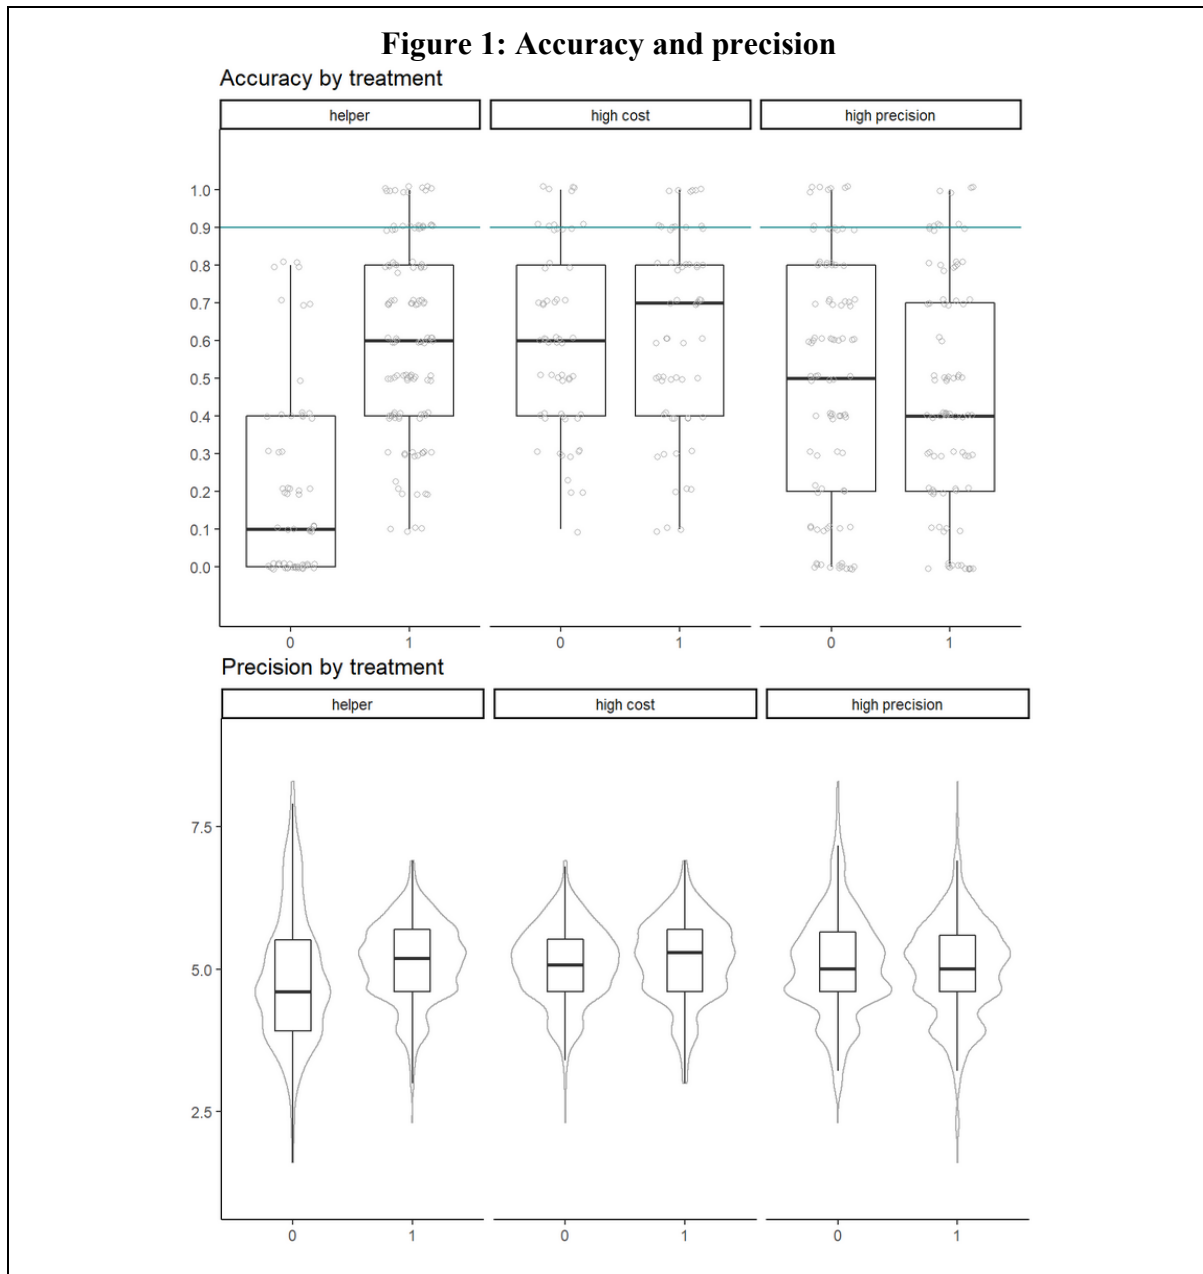 Figure 1: Accuracy and precision
Accuracy by treatment
helper high cost high precision
1.0
0.9
0.8
0.7
0.6
0.5
0.4
0.3
0.2
0.1
0.0
0 1 0 1 0 1
Precision by treatment
helper high cost high precision
7.5
5.0
2.5
0 1 0 1 0 1